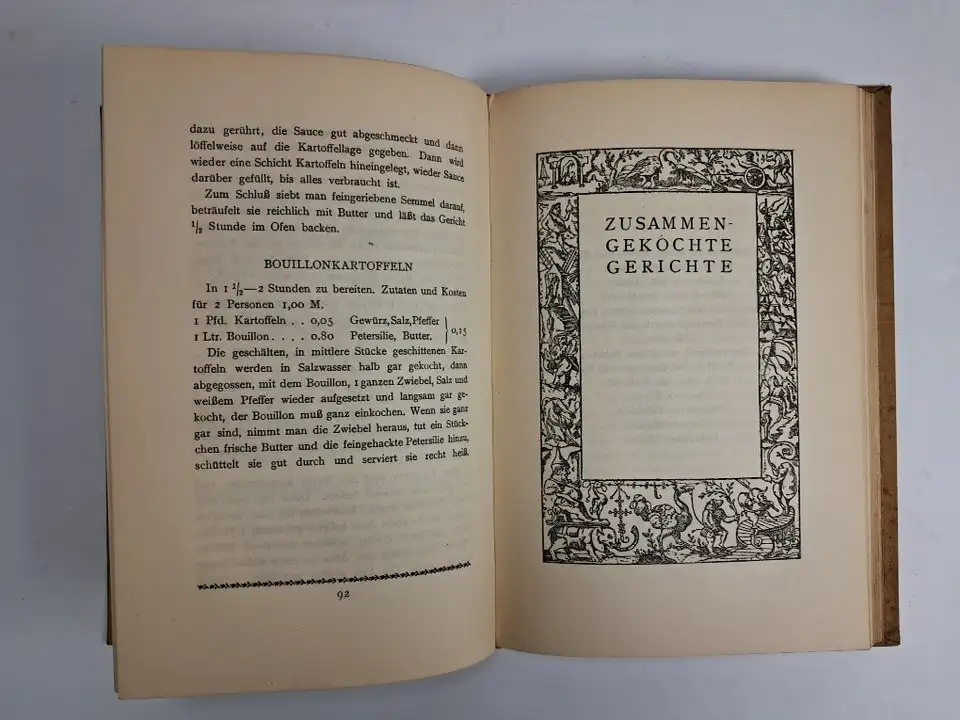 dazu gerührt, die Sauce gut abgeschmeckt und dann
löffelweise auf die Kartoffellage gegeben. Dann wird
wieder eine Schicht Kartoffeln hineingelegt, wieder Sauce
darüber gefüllt, bis alles verbraucht ist.
Zum Schluß siebt man feingeriebene Semmel darauf,
beträufelt sie reichlich mit Butter und läßt das Gericht
1/2 Stunde im Ofen backen.
BOUILLONKARTOFFELN
In 1 1/2—2 Stunden zu bereiten. Zutaten und Kosten
für 2 Personen 1,00 M.
1 Pfd. Kartoffeln . . 0,05 Gewürz, Salz, Pfeffer
1 Ltr. Bouillon. . . . 0.80 Petersilie, Butter. 0,15
Die geschälten, in mittlere Stücke geschittenen Kar-
toffeln werden in Salzwasser halb gar gekocht, dann
abgegossen, mit dem Bouillon, 1 ganzen Zwiebel, Salz und
weißem Pfeffer wieder aufgesetzt und langsam gar ge-
kocht, der Bouillon muß ganz einkochen. Wenn sie ganz
gar sind, nimmt man die Zwiebel heraus, tut ein Stück-
chen frische Butter und die feingehackte Petersilie hinzu,
schüttelt sie gut durch und serviert sie recht heiß.
92
ZUSAMMEN-
GEKOCHTE
GERICHTE